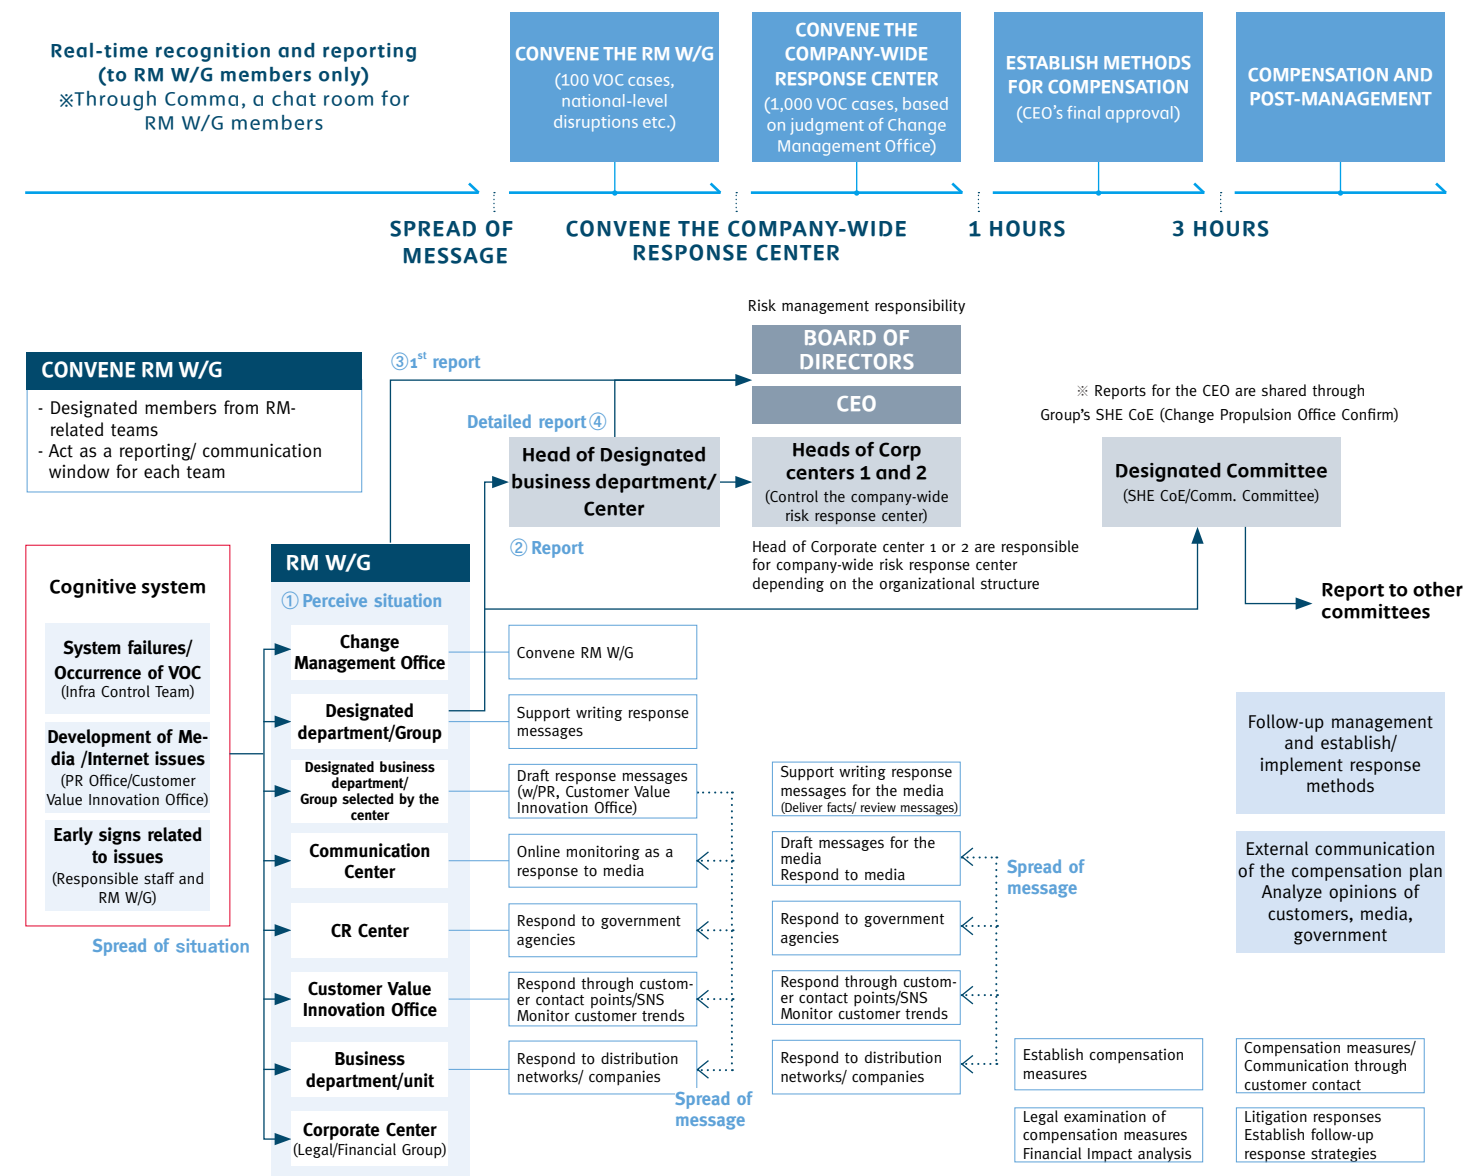 Real-time recognition and reporting
(to RM W/G members only)
※Through Comma, a chat room for
RM W/G members
CONVENE THE RM W/G
(100 VOC cases,
national-level
disruptions etc.)
CONVENE THE
COMPANY-WIDE
RESPONSE CENTER
(1,000 VOC cases, based
on judgment of Change
Management Office)
ESTABLISH METHODS
FOR COMPENSATION
(CEO's final approval)
COMPENSATION AND
POST-MANAGEMENT
SPREAD OF
MESSAGE
CONVENE THE COMPANY-WIDE
RESPONSE CENTER
1 HOURS
3 HOURS
Risk management responsibility
BOARD OF
DIRECTORS
CEO
③1st report
Detailed report④
CONVENE RM W/G
- Designated members from RM-
related teams
- Act as a reporting/ communication
window for each team
Head of Designated
business department/
Center
Heads of Corp
centers 1 and 2
(Control the company-wide
risk response center)
※ Reports for the CEO are shared through
Group's SHE CoE (Change Propulsion Office Confirm)
Designated Committee
(SHE CoE/Comm. Committee)
② Report
Head of Corporate center 1 or 2 are responsible
for company-wide risk response center
depending on the organizational structure
Report to other
committees
Cognitive system
System failures/
Occurrence of VOC
(Infra Control Team)
Development of Me-
dia /Internet issues
(PR Office/Customer
Value Innovation Office)
Early signs related
to issues
(Responsible staff and
RM W/G)
Spread of situation
RM W/G
① Perceive situation
Change
Management Office
Designated
department/Group
Designated business
department/
Group selected by the
center
Communication
Center
CR Center
Customer Value
Innovation Office
Business
department/unit
Corporate Center
(Legal/Financial Group)
Convene RM W/G
Support writing response
messages
Draft response messages
(w/PR, Customer Value
Innovation Office)
Online monitoring as a
response to media
Respond to government
agencies
Respond through custom-
er contact points/SNS
Monitor customer trends
Respond to distribution
networks/ companies
Spread of
message
Support writing response
messages for the media
(Deliver facts/ review messages)
Draft messages for the
media
Respond to media
Respond to government
agencies
Respond through custom-
er contact points/SNS
Monitor customer trends
Respond to distribution
networks/ companies
Spread of
message
Establish compensation
measures
Legal examination of
compensation measures
Financial Impact analysis
Follow-up management
and establish/
implement response
methods
External communication
of the compensation plan
Analyze opinions of
customers, media,
government
Compensation measures/
Communication through
customer contact
Litigation responses
Establish follow-up
response strategies